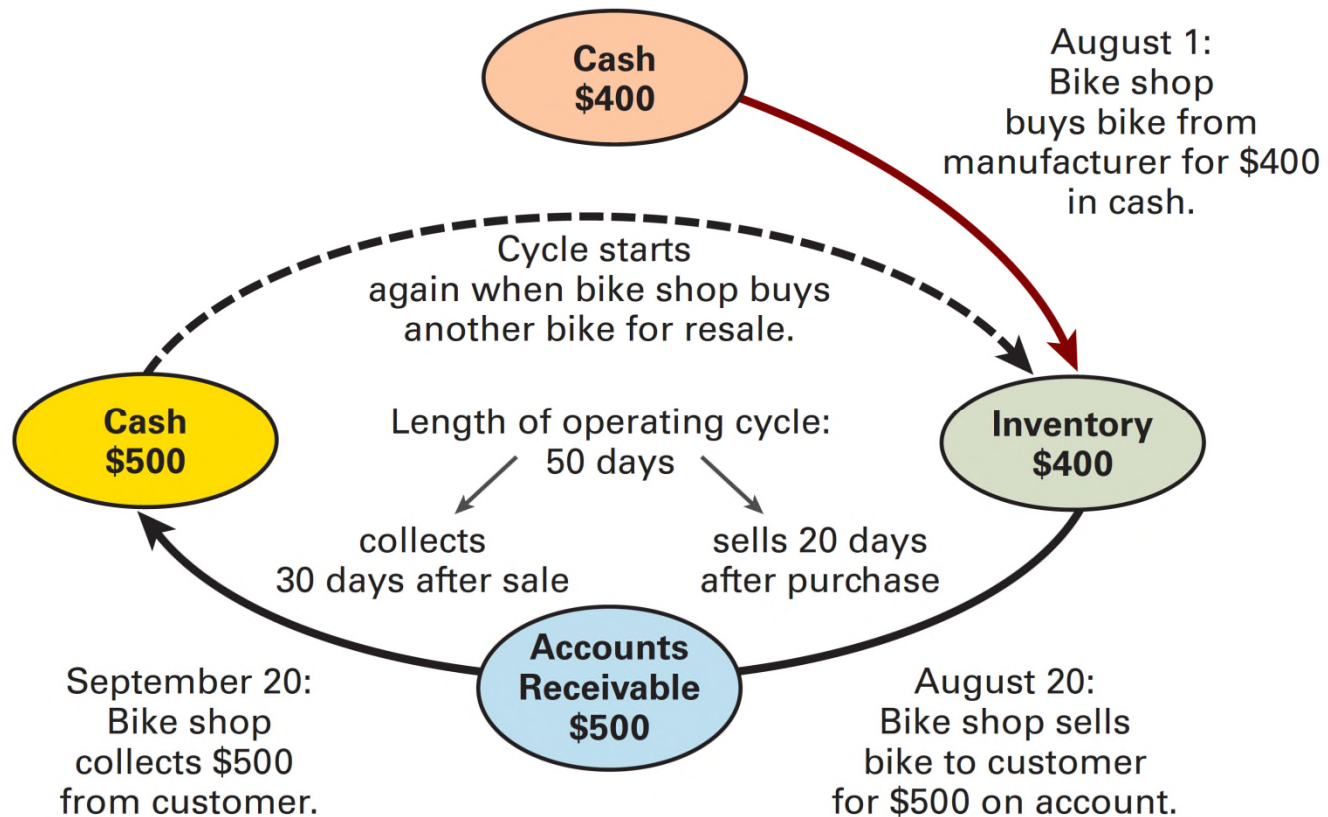 Cash
$400
August 1:
Bike shop
buys bike from
manufacturer for $400
in cash.
Cycle starts
again when bike shop buys
another bike for resale.
Cash
$500
Length of operating cycle:
50 days
Inventory
$400
collects
30 days after sale
sells 20 days
after purchase
Accounts
Receivable
$500
September 20:
Bike shop
collects $500
from customer.
August 20:
Bike shop sells
bike to customer
for $500 on account.